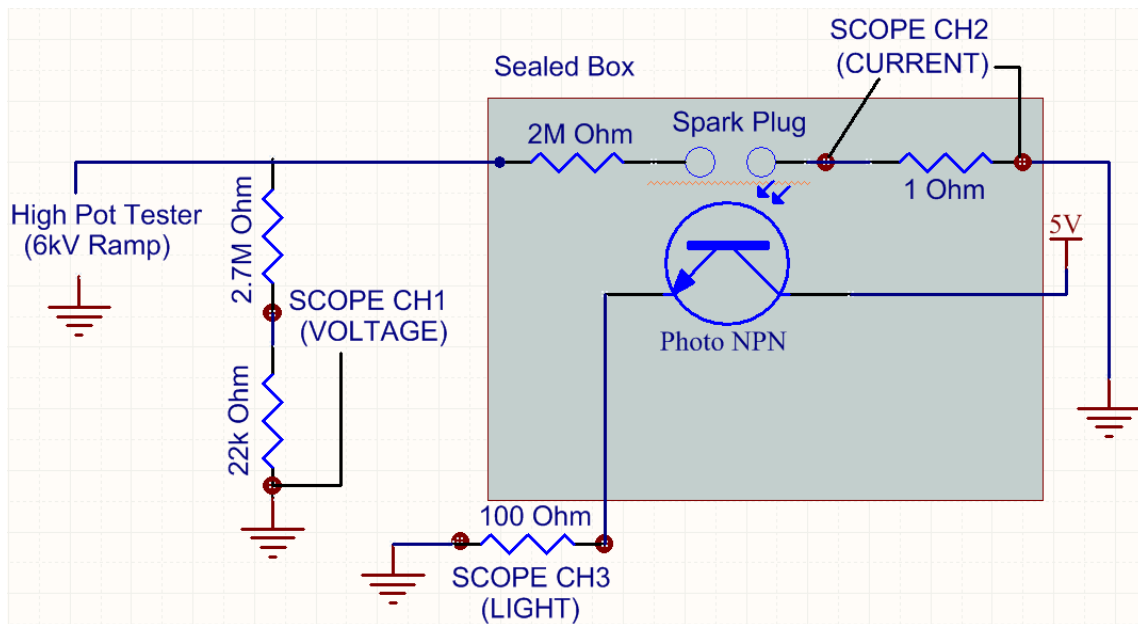 SCOPE CH2
(CURRENT)
Sealed Box
2M Ohm
Spark Plug
1 Ohm
High Pot Tester
(6kV Ramp)
2.7M Ohm
5V
SCOPE CH1
(VOLTAGE)
Photo NPN
22k Ohm
100 Ohm
SCOPE CH3
(LIGHT)